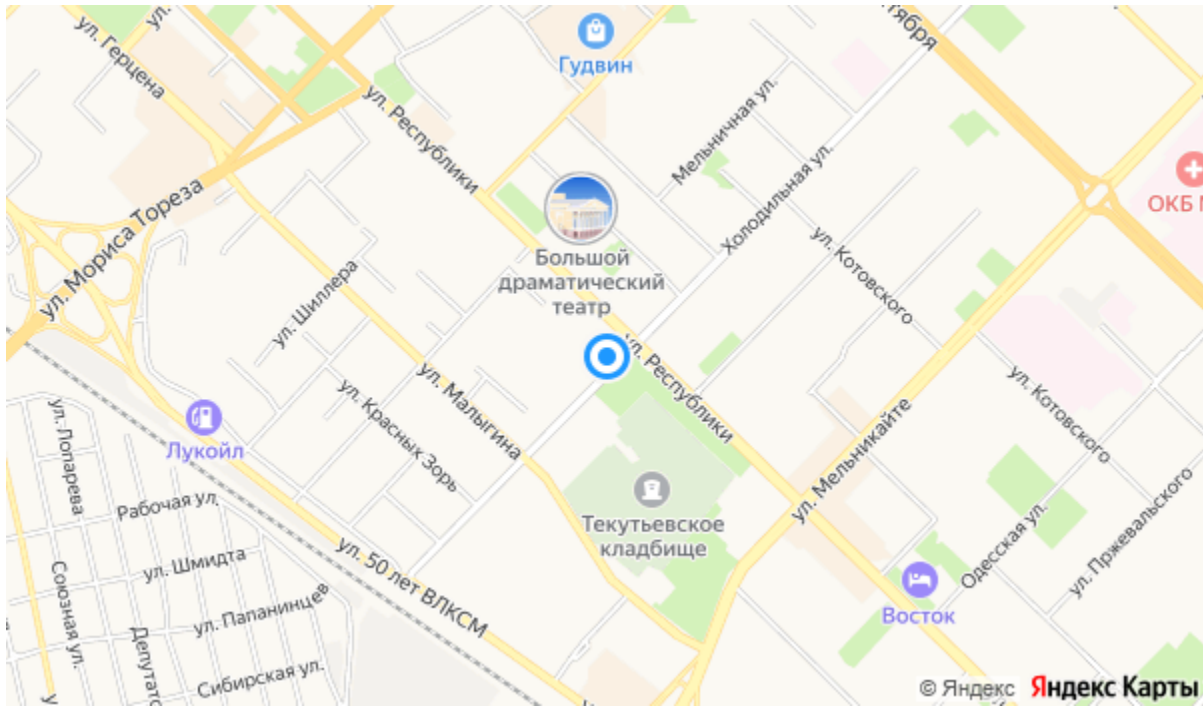 ул. Герцена
ул.
Гудвин
ул. Республики
Мельничная ул.
Холодильная ул.
ОКБ
ул. Мориса Тореза
Большой
драматический
театр
ул. Шиллера
ул. Котовского
ул. Малыгина
ул. Республики
ул. Красных Зорь
Лукойл
ул. Котовского
ул. Мельникайте
ул. Лопарева
Рабочая ул.
Текутьевское
кладбище
ул. Шмидта
ул. 50 лет ВЛКСМ
Союзная ул.
ул. Папанинцев
Сибирская ул.
Восток
Одесская ул.
ул. Пржевальского
© Яндекс Яндекс Карты